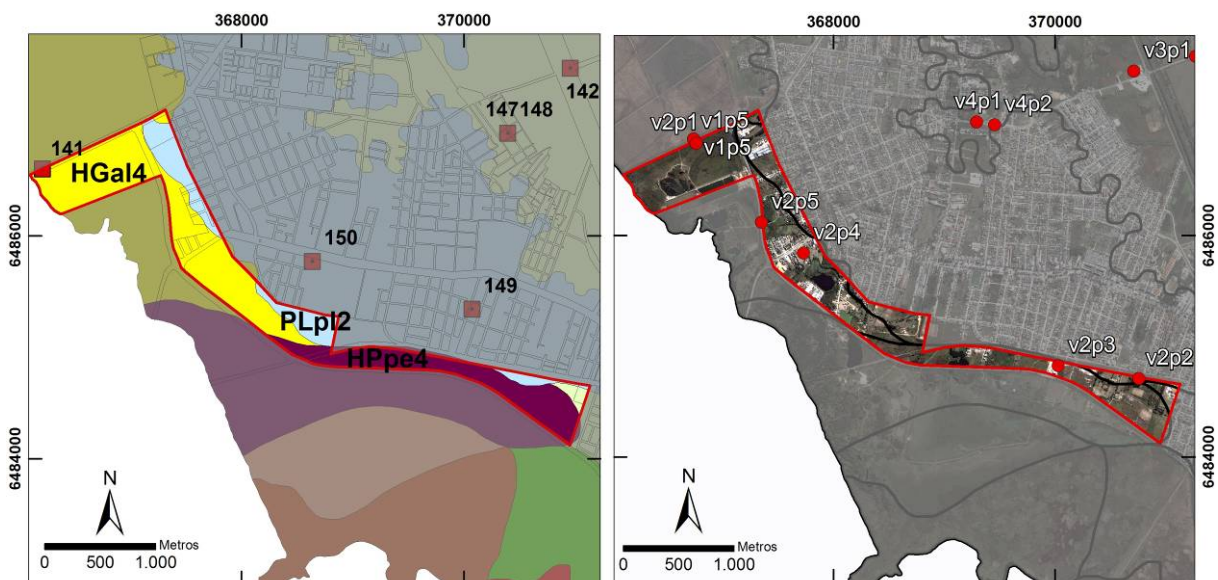 368000
370000
368000
370000
142
147148
141
HGal4
6486000
150
149
PLpl2
HPpe4
6484000
N
Metros
0 500 1.000
v3p1
v4p1
v4p2
v2p1
v1p5
v1p5
v2p5
6486000
v2p4
v2p3
v2p2
6484000
N
Metros
0 500 1.000